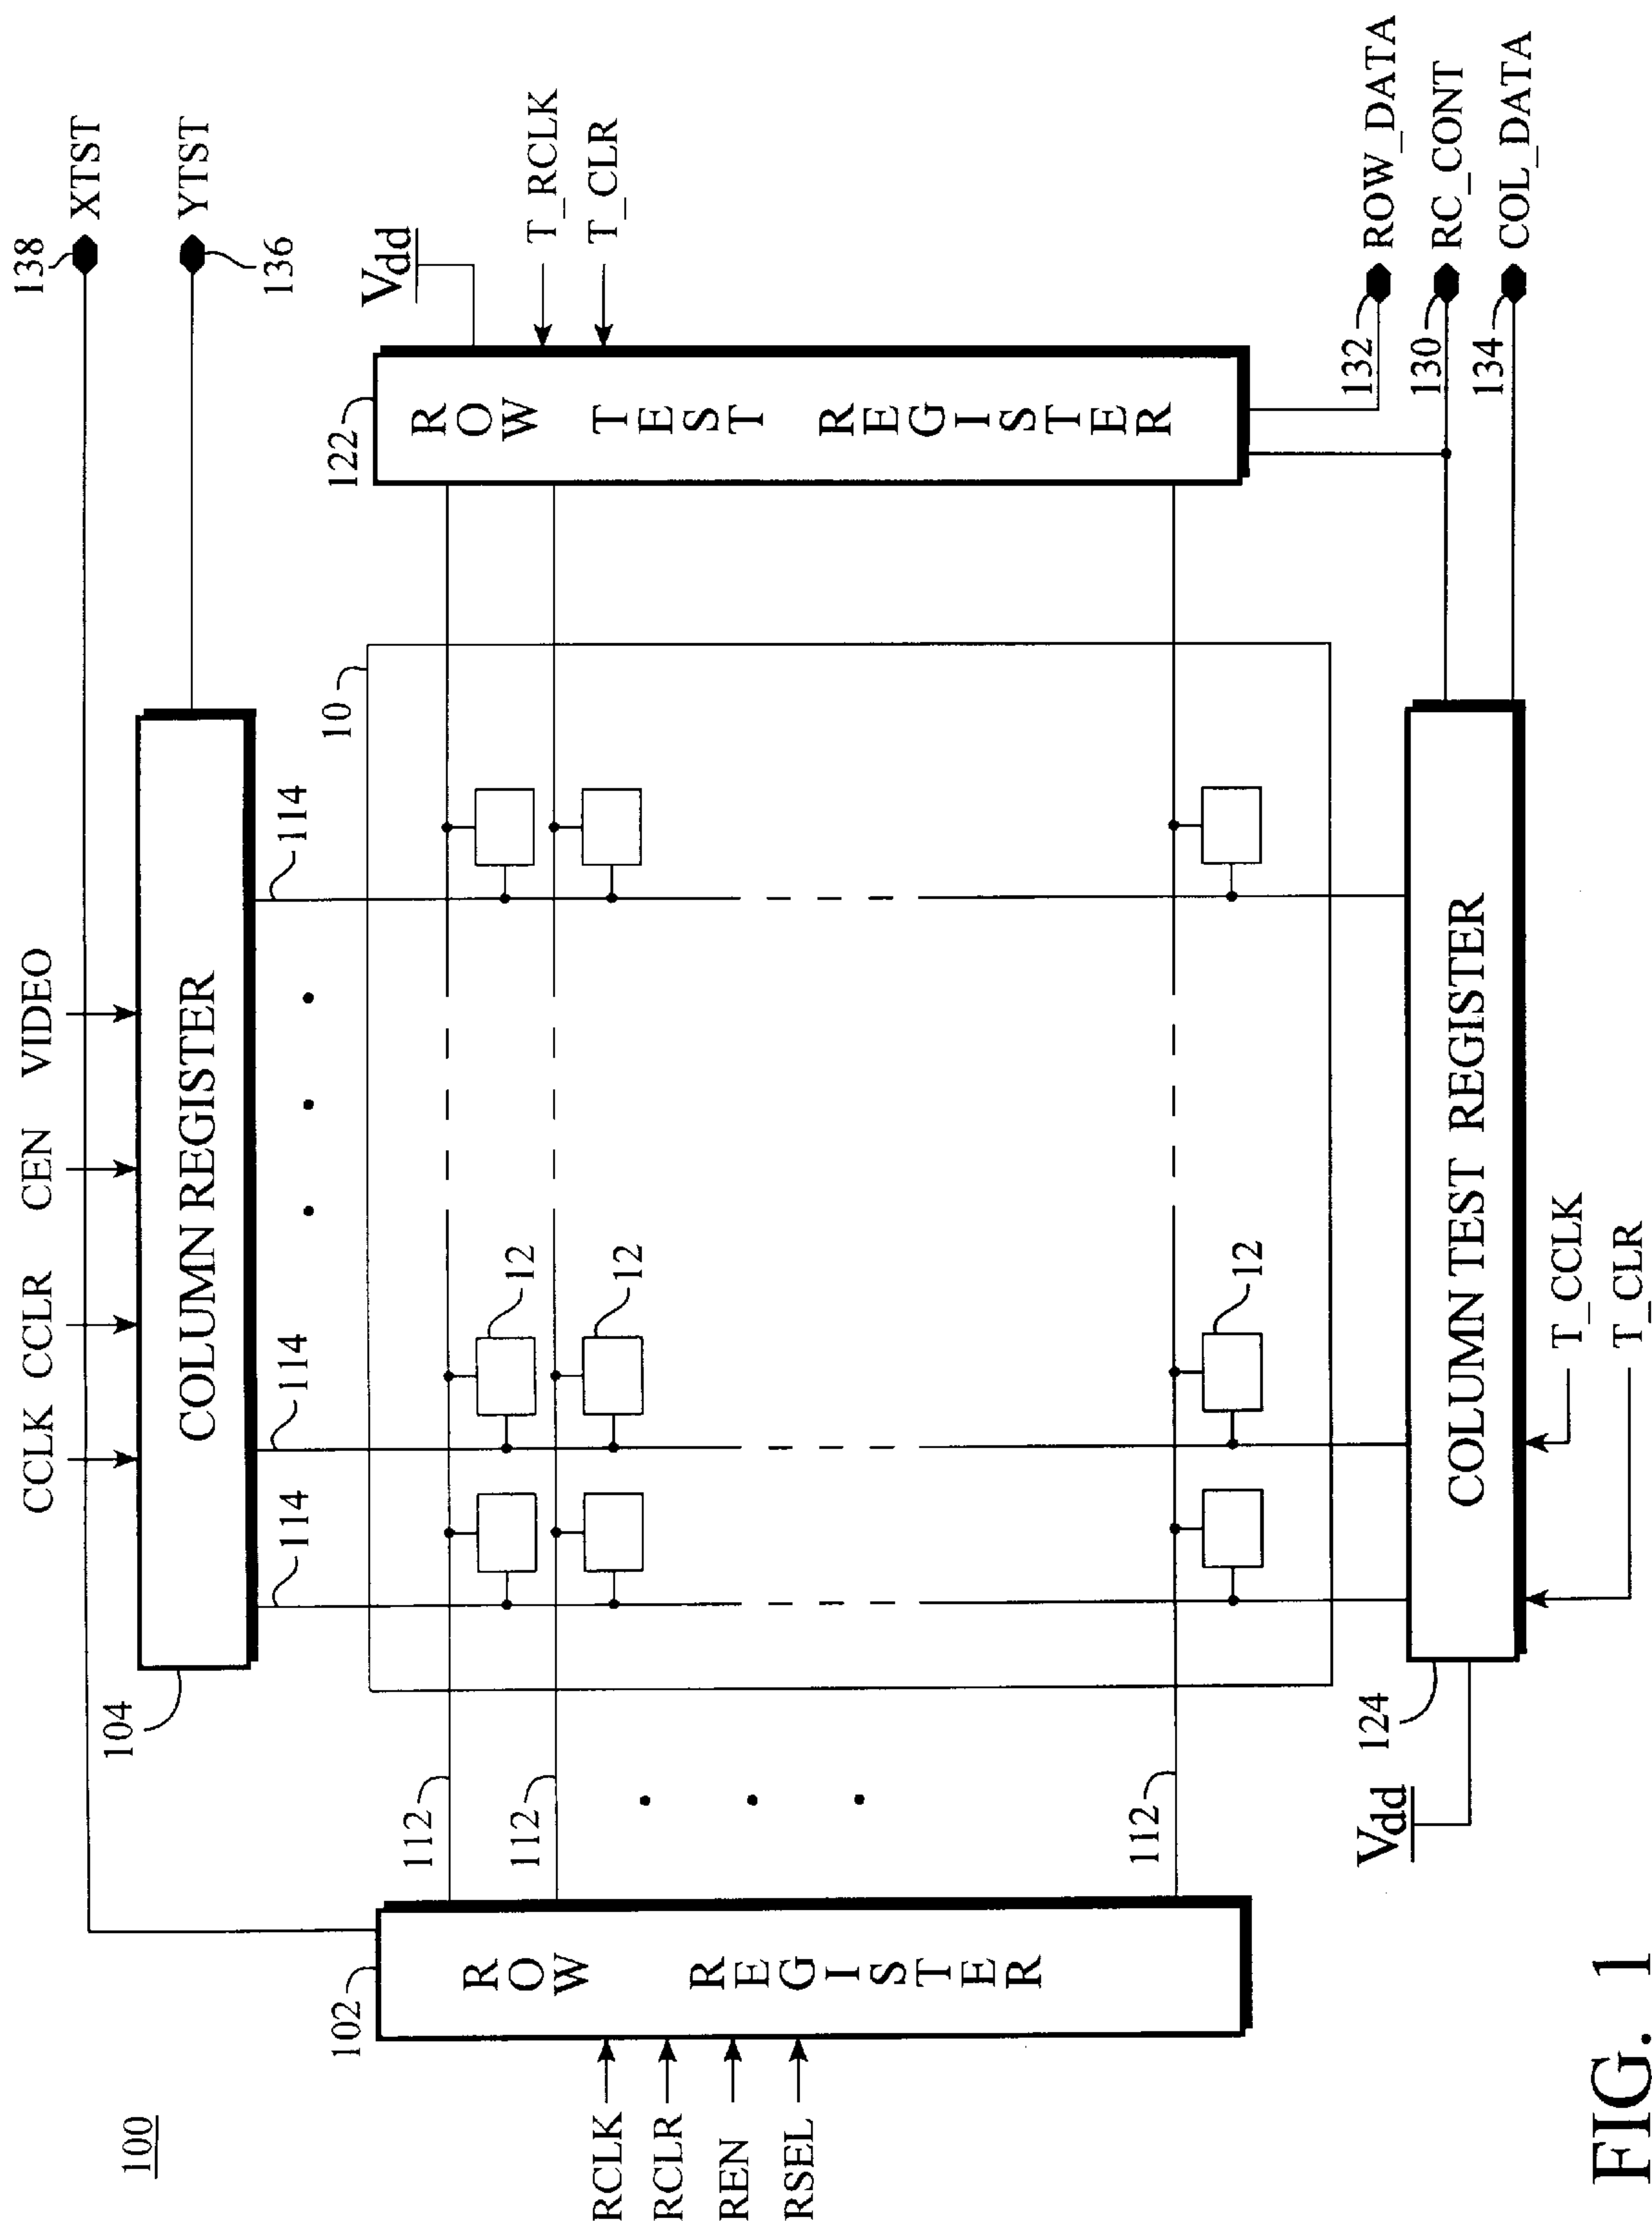 100
138 XTST
YTST
136
CCLK CCLR CEN VIDEO
104
COLUMN REGISTER
114
114
114
10
Vdd
T_RCLK
T_CLR
102
ROW REGISTER
RCLK
RCLR
REN
RSEL
112
112
112
12
12
12
122
ROW TEST REGISTER
132 ROW_DATA
130 RC_CONT
134 COL_DATA
124
COLUMN TEST REGISTER
Vdd
T_CCLK
T_CLR
FIG. 1